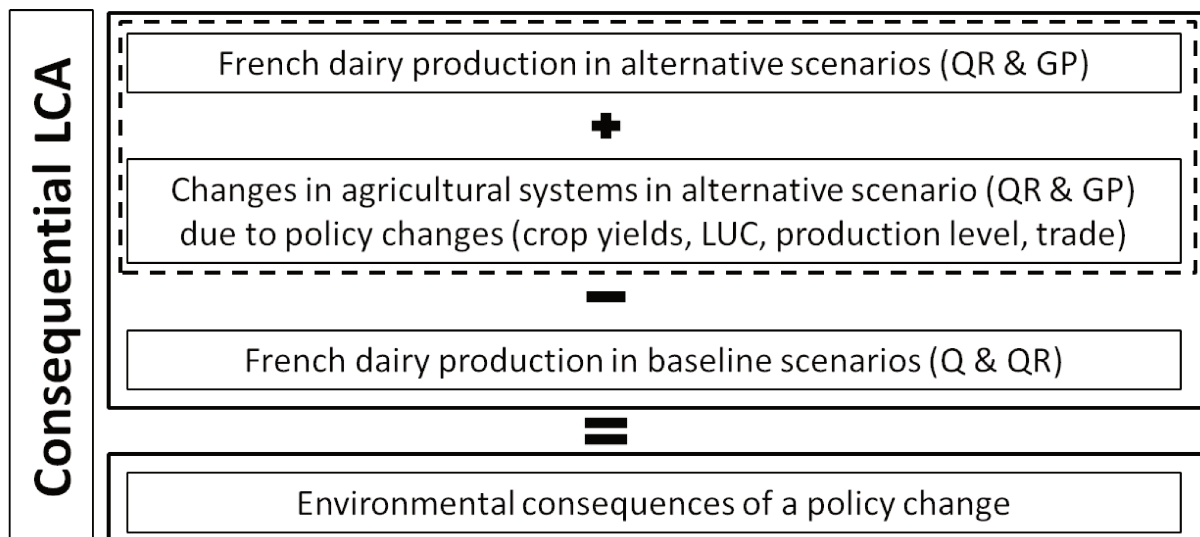 Consequential LCA
French dairy production in alternative scenarios (QR & GP)
+
Changes in agricultural systems in alternative scenario (QR & GP)
due to policy changes (crop yields, LUC, production level, trade)
–
French dairy production in baseline scenarios (Q & QR)
=
Environmental consequences of a policy change